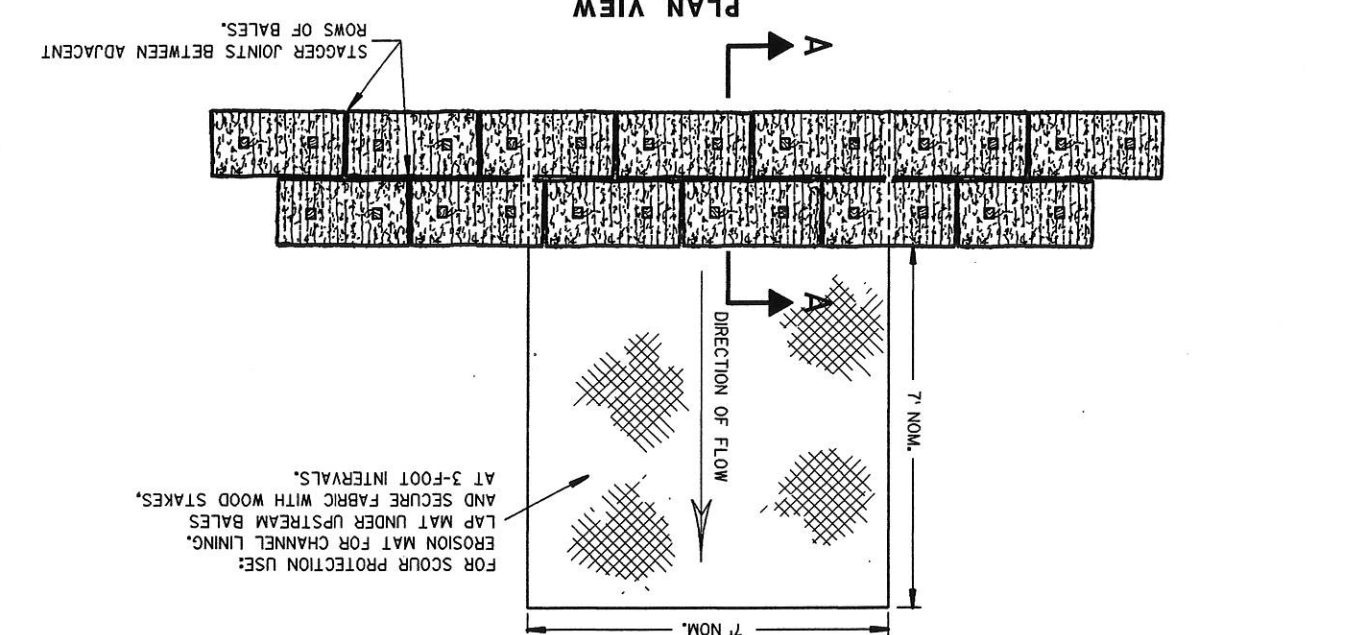 7' NOM.
FOR SCOUR PROTECTION USE:
EROSION MAT FOR CHANNEL LINING.
LAP MAT UNDER UPSTREAM BALES
AND SECURE FABRIC WITH WOOD STAKES,
AT 3-FOOT INTERVALS.
7' NOM.
DIRECTION OF FLOW
A
A
STAGGER JOINTS BETWEEN ADJACENT
ROWS OF BALES.
PLAN VIEW